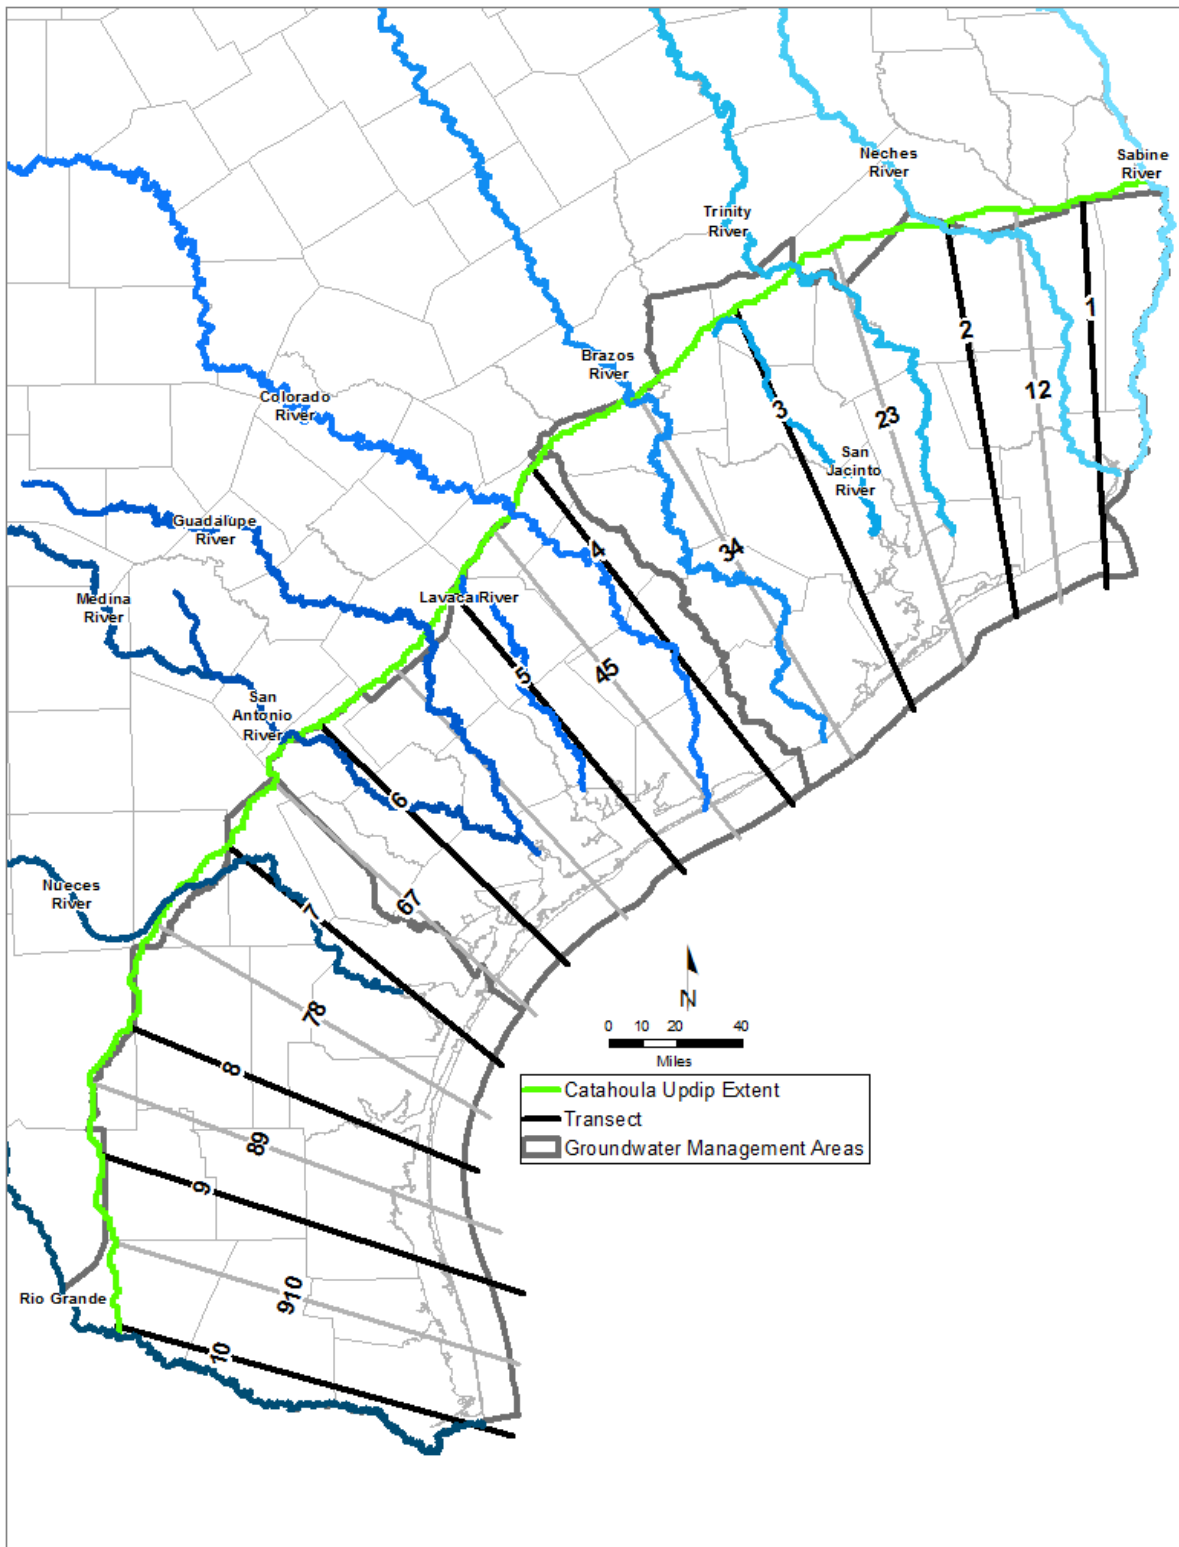 Neches
River
Sabine
River
Trinity
River
1
2
Brazos
River
12
Colorado
River
3
23
San
Jacinto
River
Guadalupe
River
4
34
Medina
River
Lavaca River
45
5
San
Antonio
River
6
Nueces
River
67
7
N
78
0 10 20 40
Miles
8
Catahoula Updip Extent
Transect
Groundwater Management Areas
89
9
Rio Grande
910
10